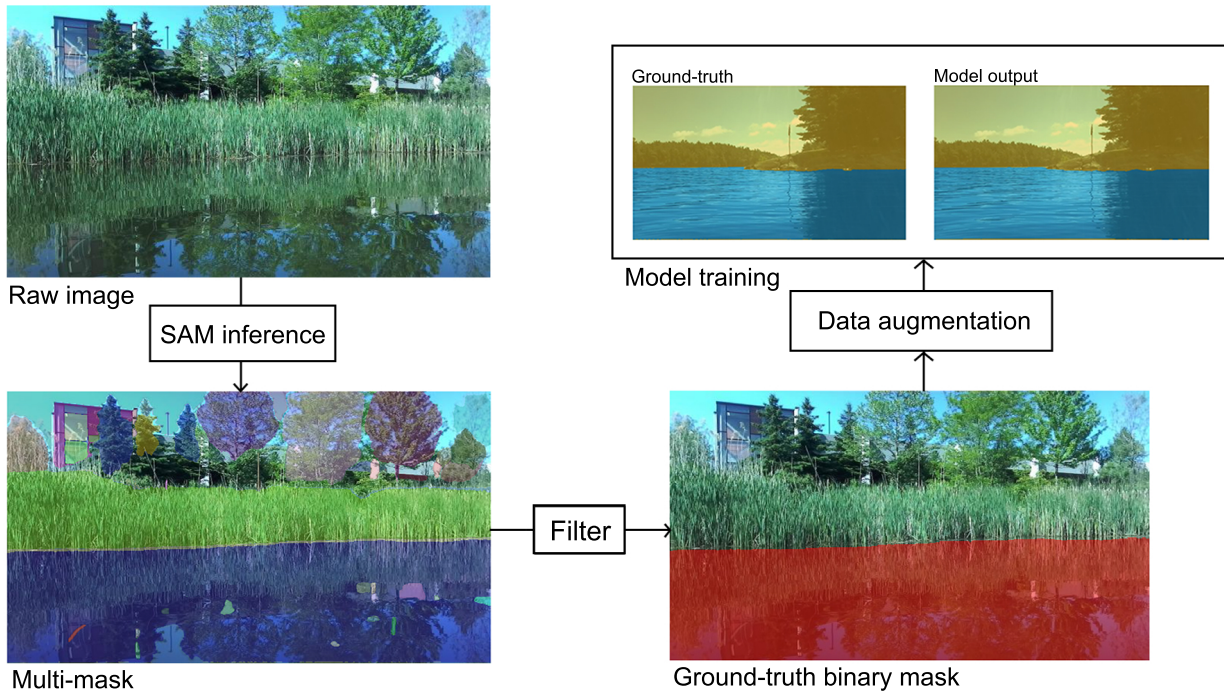 Raw image
SAM inference
Multi-mask
Filter
Ground-truth binary mask
Data augmentation
Model training
Ground-truth
Model output